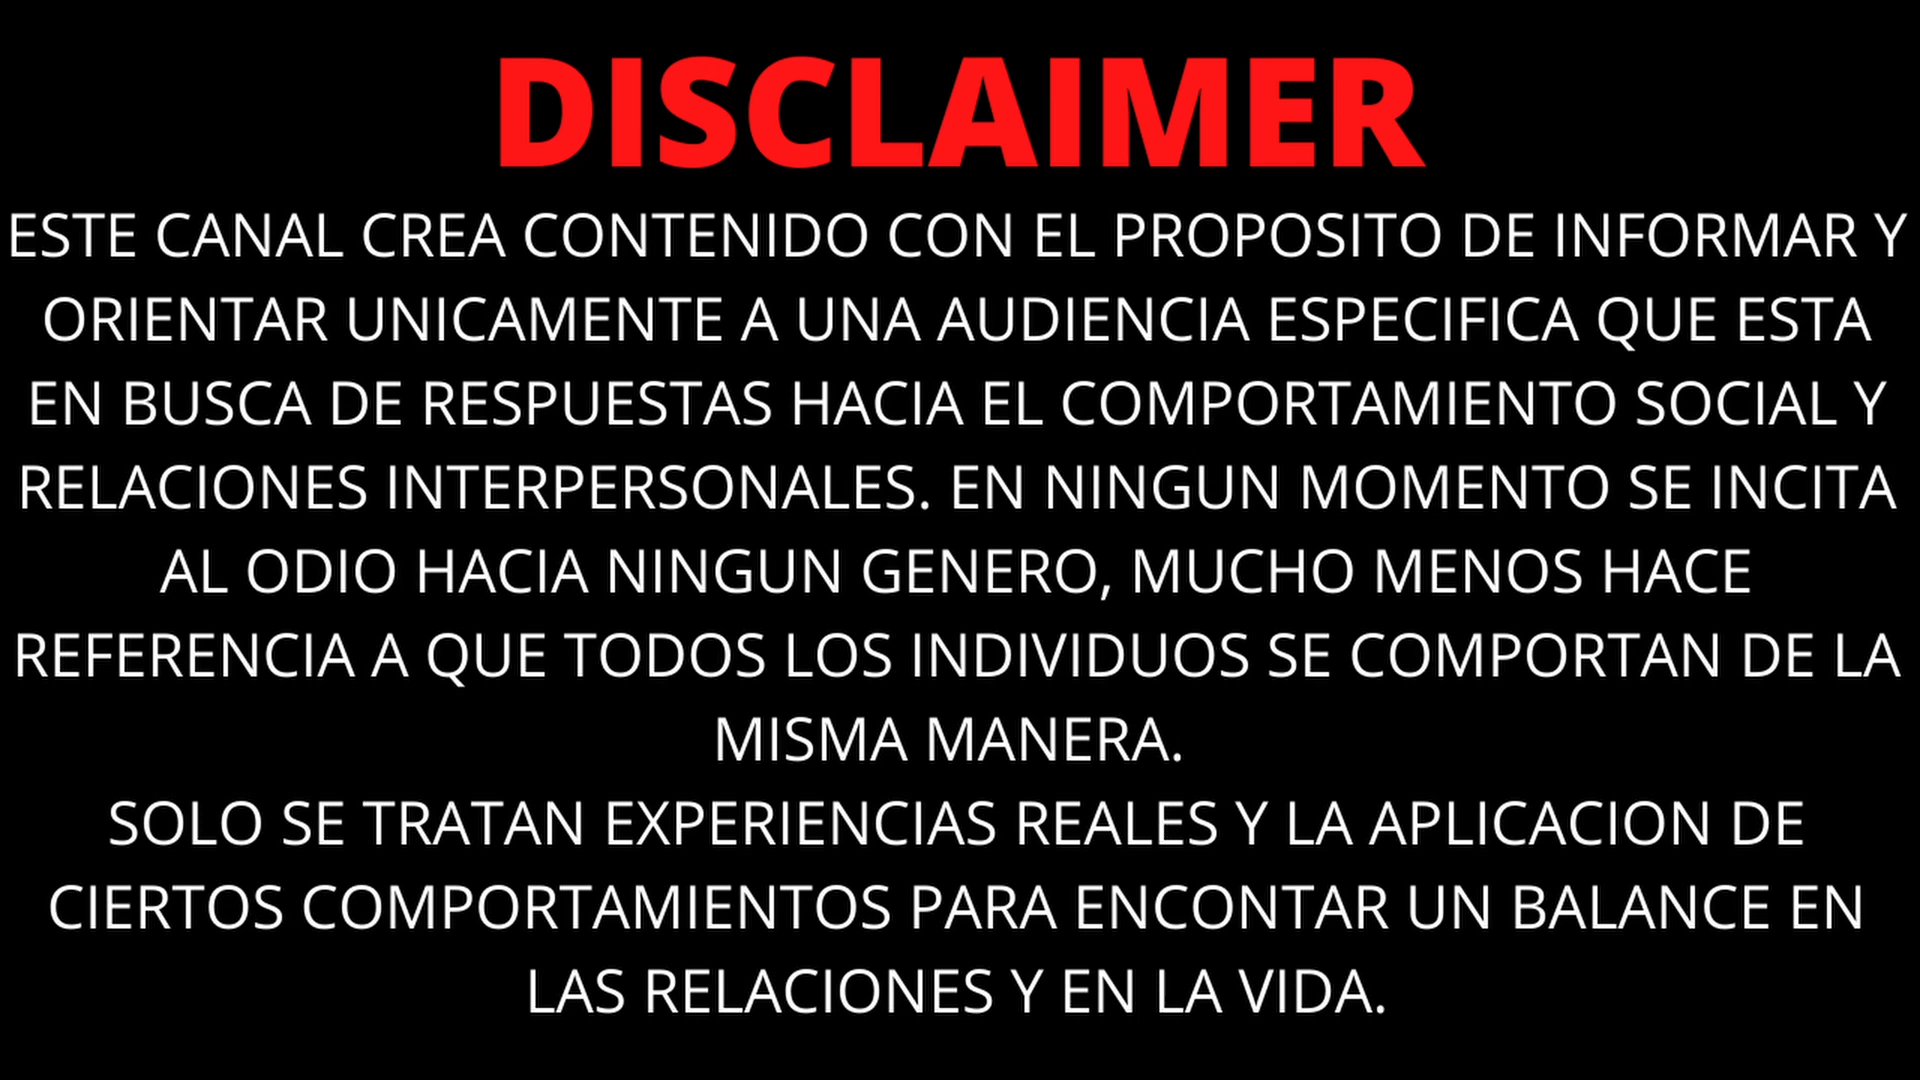 DISCLAIMER
ESTE CANAL CREA CONTENIDO CON EL PROPOSITO DE INFORMAR Y
ORIENTAR UNICAMENTE A UNA AUDIENCIA ESPECIFICA QUE ESTA
EN BUSCA DE RESPUESTAS HACIA EL COMPORTAMIENTO SOCIAL Y
RELACIONES INTERPERSONALES. EN NINGUN MOMENTO SE INCITA
AL ODIO HACIA NINGUN GENERO, MUCHO MENOS HACE
REFERENCIA A QUE TODOS LOS INDIVIDUOS SE COMPORTAN DE LA
MISMA MANERA.
SOLO SE TRATAN EXPERIENCIAS REALES Y LA APLICACION DE
CIERTOS COMPORTAMIENTOS PARA ENCONTAR UN BALANCE EN
LAS RELACIONES Y EN LA VIDA.